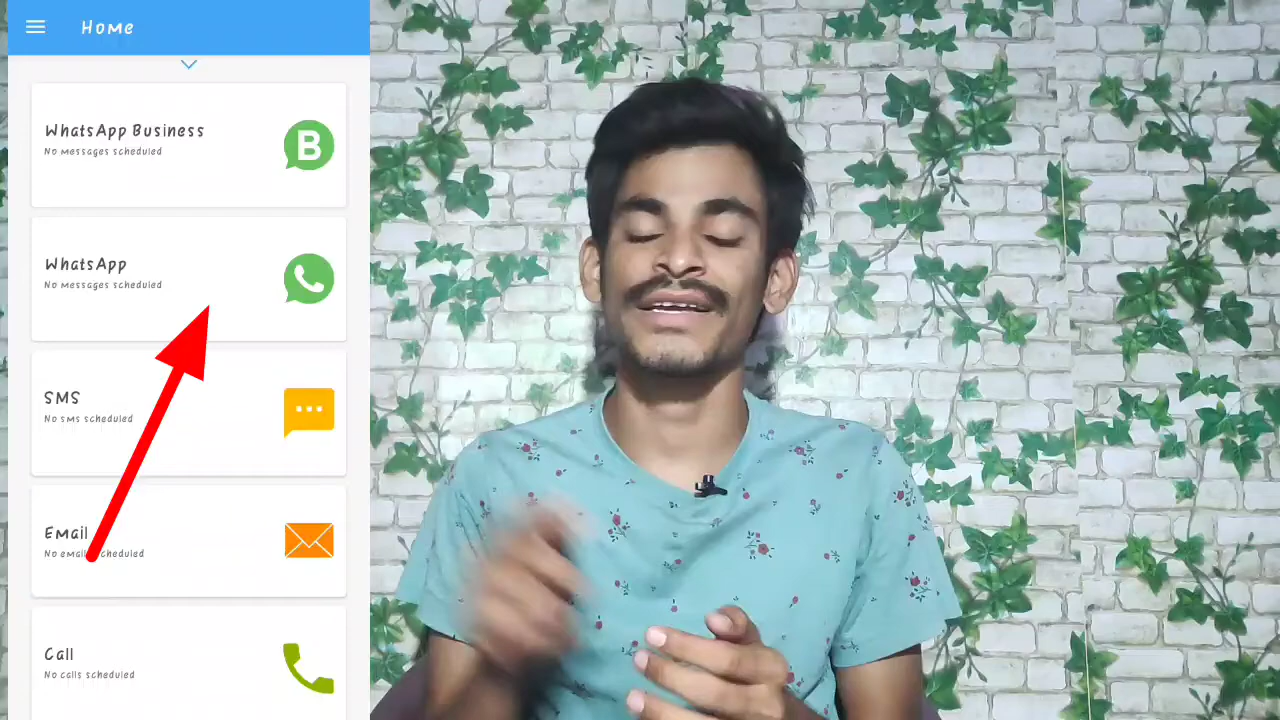 Home
WhatsApp Business
No messages scheduled
B
WhatsApp
No messages scheduled
SMS
No sms scheduled
Email
No email scheduled
Call
No calls scheduled